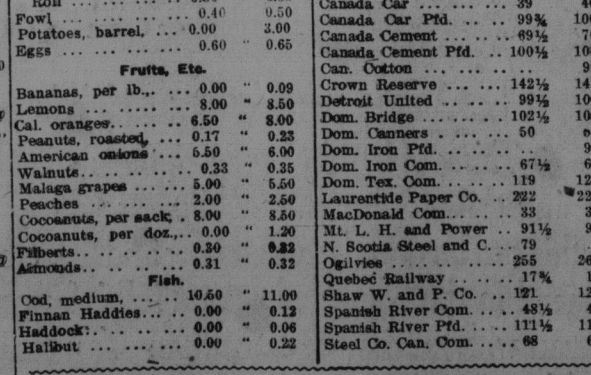 Roll
Fowl . . . . . . . 0.40 0.50
Potatoes, barrel, . . . 0.00 3.00
Eggs . . . . . . . 0.60 " 0.65
Fruits, Etc.
Bananas, per lb.,. . . . 0.00 " 0.09
Lemons . . . . . . . 8.00 " 8.50
Cal. oranges. . . . . . 6.50 " 8.00
Peanuts, roasted, . . . 0.17 " 0.23
American onions . . . 5.50 " 6.00
Walnuts. . . . . . . 0.33 " 0.35
Malaga grapes . . . . 5.00 " 5.50
Peaches . . . . . . . 2.00 " 2.50
Cocoanuts, per sack, . 8.00 " 8.50
Cocoanuts, per doz.,.. 0.00 " 1.20
Filberts. . . . . . . 0.30 " 0.32
Almonds. . . . . . . 0.31 " 0.32
Fish.
Cod, medium, . . . . 10.50 " 11.00
Finnan Haddies. . . . 0.00 " 0.12
Haddock. . . . . . . 0.00 " 0.06
Halibut . . . . . . . 0.00 " 0.22
Canada Car . . . . . . 39
Canada Car Pfd. . . . . 99¾
Canada Cement . . . . 69½
Canada Cement Pfd. . . 100½
Can. Cotton . . . . . . .
Crown Reserve . . . . . 142½
Detroit United . . . . . 99½
Dom. Bridge . . . . . . 102½
Dom. Canners . . . . . 50
Dom. Iron Pfd. . . . . .
Dom. Iron Com. . . . . 67½
Dom. Tex. Com. . . . . 119
Laurentide Paper Co. . . 222
MacDonald Com. . . . . 33
Mt. L. H. and Power . . 91½
N. Scotia Steel and C. . 79
Ogilvies . . . . . . . 255
Quebec Railway . . . . . 17¾
Shaw W. and P. Co. . . 121
Spanish River Com. . . . 48½
Spanish River Pfd. . . . 111½
Steel Co. Can. Com. . . . 68